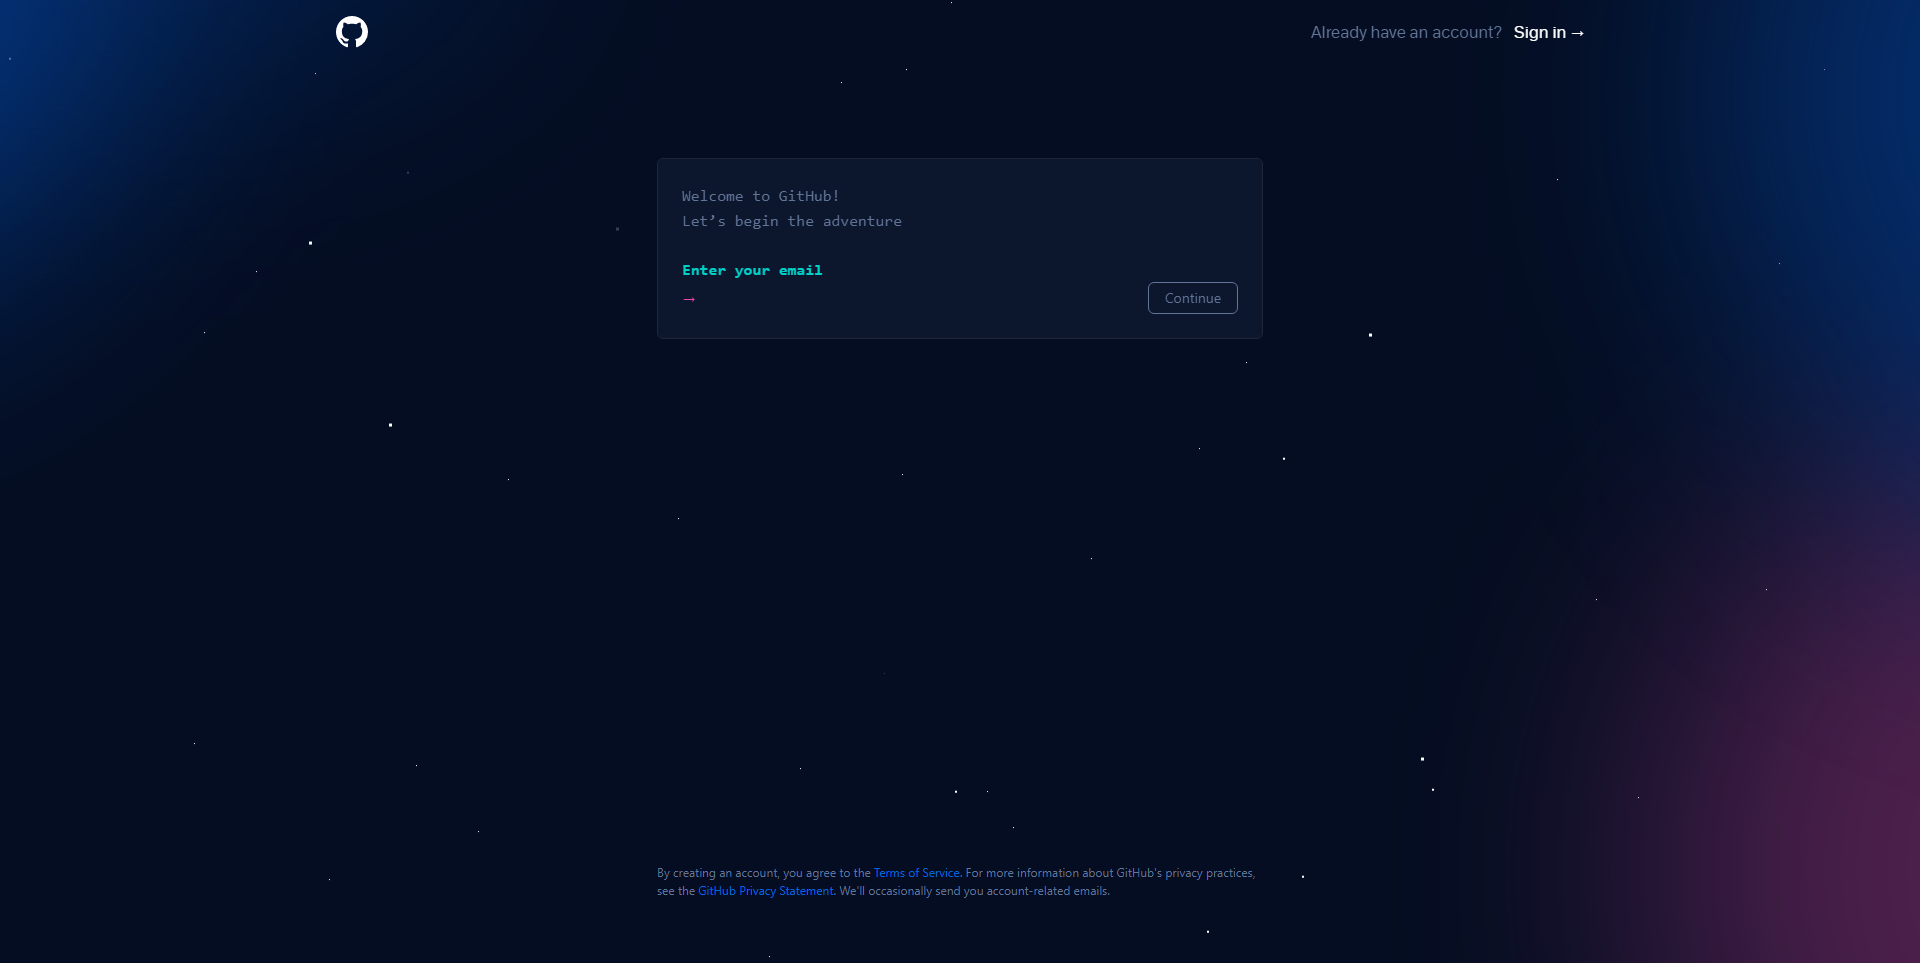 Already have an account? Sign in →
Welcome to GitHub!
Let’s begin the adventure
Enter your email
→
Continue
By creating an account, you agree to the Terms of Service. For more information about GitHub's privacy practices,
see the GitHub Privacy Statement. We'll occasionally send you account-related emails.